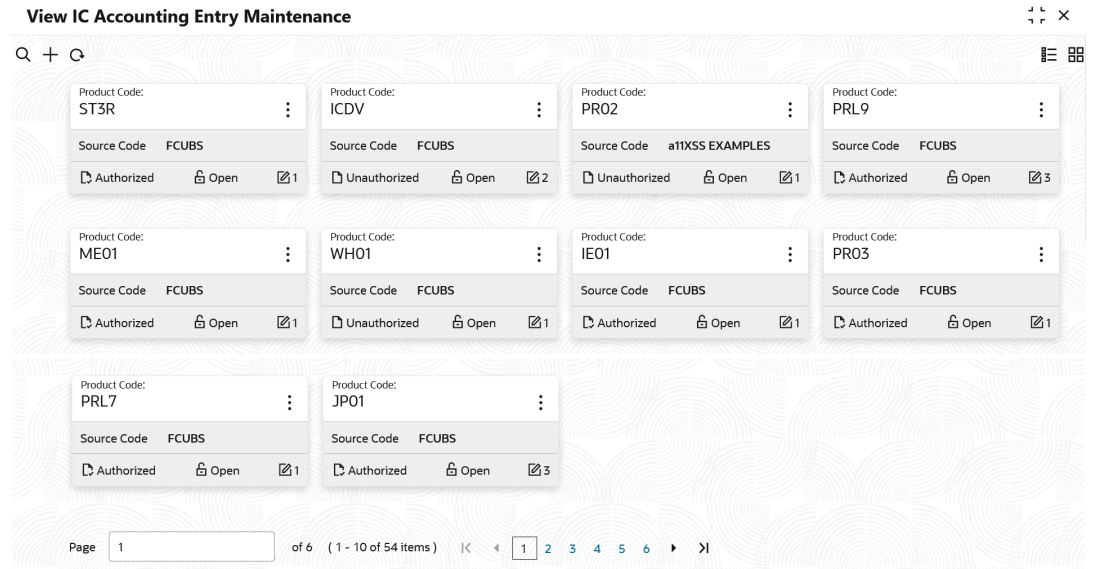 View IC Accounting Entry Maintenance
Product Code: Product Code: Product Code: Product Code:
ST3R ICDV PR02 PRL9
Source Code FCUBS Source Code FCUBS Source Code a11XSS EXAMPLES Source Code FCUBS
Authorized Open 1 Unauthorized Open 2 Unauthorized Open 1 Authorized Open 3
Product Code: Product Code: Product Code: Product Code:
ME01 WH01 IE01 PR03
Source Code FCUBS Source Code FCUBS Source Code FCUBS Source Code FCUBS
Authorized Open 1 Unauthorized Open 1 Authorized Open 1 Authorized Open 1
Product Code: Product Code:
PRL7 JP01
Source Code FCUBS Source Code FCUBS
Authorized Open 1 Authorized Open 3
Page 1 of 6 ( 1 - 10 of 54 items ) 1 2 3 4 5 6